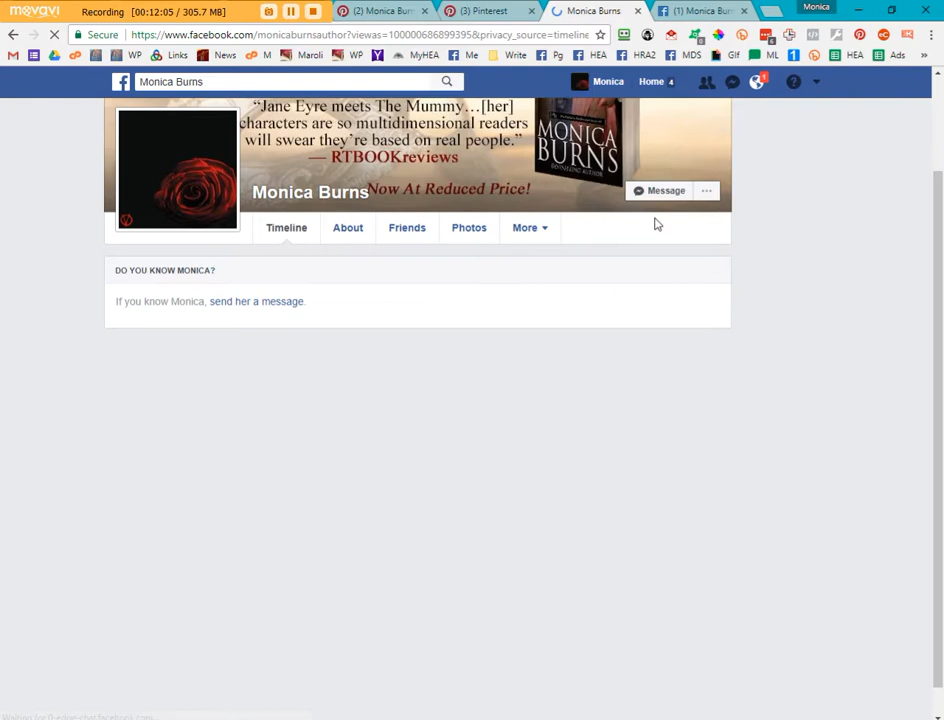 movavi Recording [00:12:05 / 305.7 MB] (2) Monica Burn (3) Pinterest Monica Burns (1) Monica Burn Monica
Secure https://www.facebook.com/monicaburnsauthor?viewas=100000686899395&privacy_source=timeline
WP Links News M Maroli WP MyHEA Me Write Pg HEA HRA2 MDS Gif ML HEA Ads »
Monica Burns Monica Home 4 1
"Jane Eyre meets The Mummy…[her]
characters are so multidimensional readers
will swear they're based on real people."
— RTBOOKreviews
MONICA
BURNS
BESTSELLING AUTHOR
Monica Burns Now At Reduced Price! Message ...
Timeline About Friends Photos More
DO YOU KNOW MONICA?
If you know Monica, send her a message.